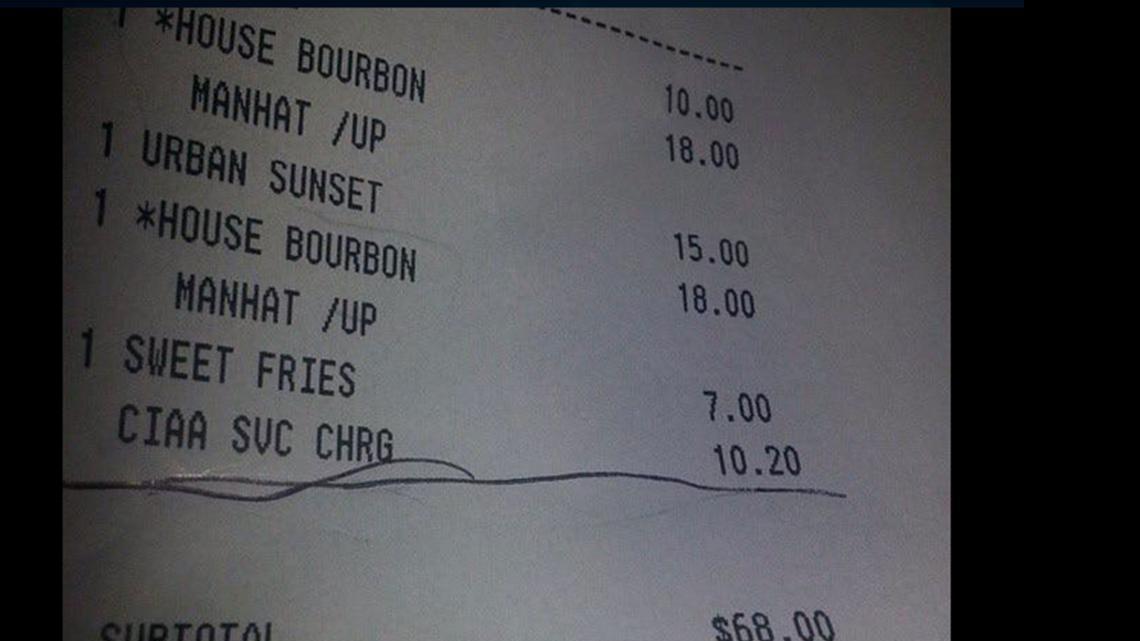 10.00
1 *HOUSE BOURBON 18.00
MANHAT /UP
1 URBAN SUNSET 15.00
1 *HOUSE BOURBON 18.00
MANHAT /UP
1 SWEET FRIES 7.00
CIAA SVC CHRG 10.20
SUBTOTAL $68.00